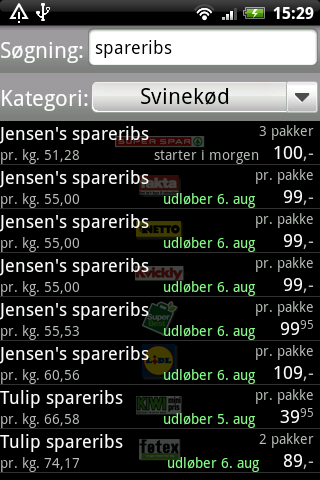 15:29
Søgning: spareribs
Kategori: Svinekød
Jensen's spareribs 3 pakker
SUPER SPAR
pr. kg. 51,28 starter i morgen 100,-
Jensen's spareribs pr. pakke
fakta
pr. kg. 55,00 udløber 6. aug 99,-
Jensen's spareribs pr. pakke
NETTO
pr. kg. 55,00 udløber 6. aug 99,-
Jensen's spareribs pr. pakke
Kvickly
pr. kg. 55,00 udløber 6. aug 99,-
Jensen's spareribs pr. pakke
Super Best
pr. kg. 55,53 udløber 6. aug 99 95
Jensen's spareribs pr. pakke
LIDL
pr. kg. 60,56 udløber 6. aug 109,-
Tulip spareribs pr. pakke
KIWI mini pris
pr. kg. 66,58 udløber 5. aug 39 95
Tulip spareribs 2 pakker
føtex
pr. kg. 74,17 udløber 6. aug 89,-